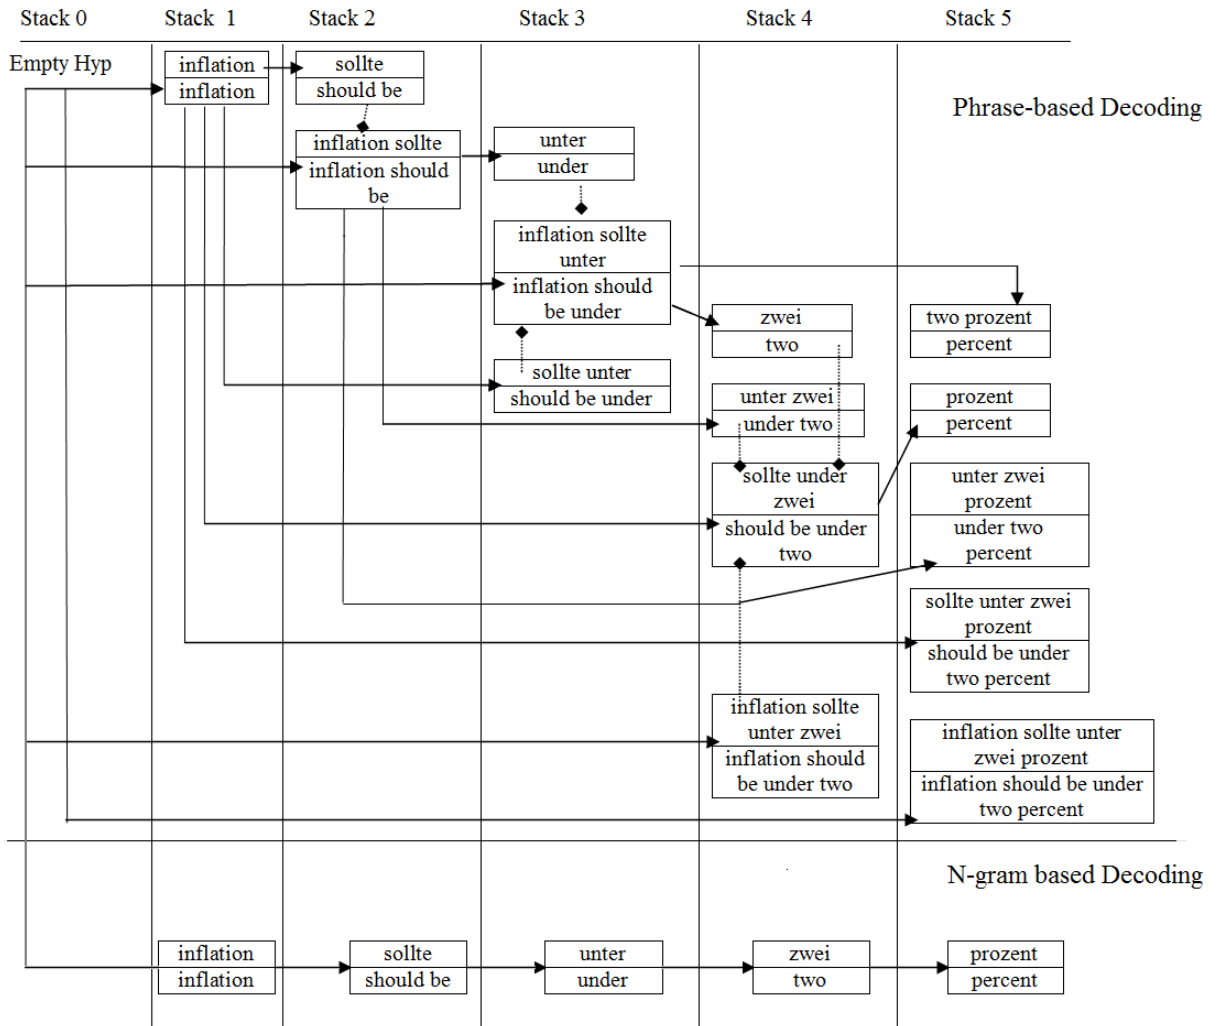 Stack 0
Stack 1
Stack 2
Stack 3
Stack 4
Stack 5
Empty Hyp
Phrase-based Decoding
inflation
inflation
sollte
should be
inflation sollte
inflation should
be
unter
under
inflation sollte
unter
inflation should
be under
sollte unter
should be under
zwei
two
unter zwei
under two
sollte under
zwei
should be under
two
inflation sollte
unter zwei
inflation should
be under two
two prozent
percent
prozent
percent
unter zwei
prozent
under two
percent
sollte unter zwei
prozent
should be under
two percent
inflation sollte unter
zwei prozent
inflation should be under
two percent
N-gram based Decoding
inflation
inflation
sollte
should be
unter
under
zwei
two
prozent
percent